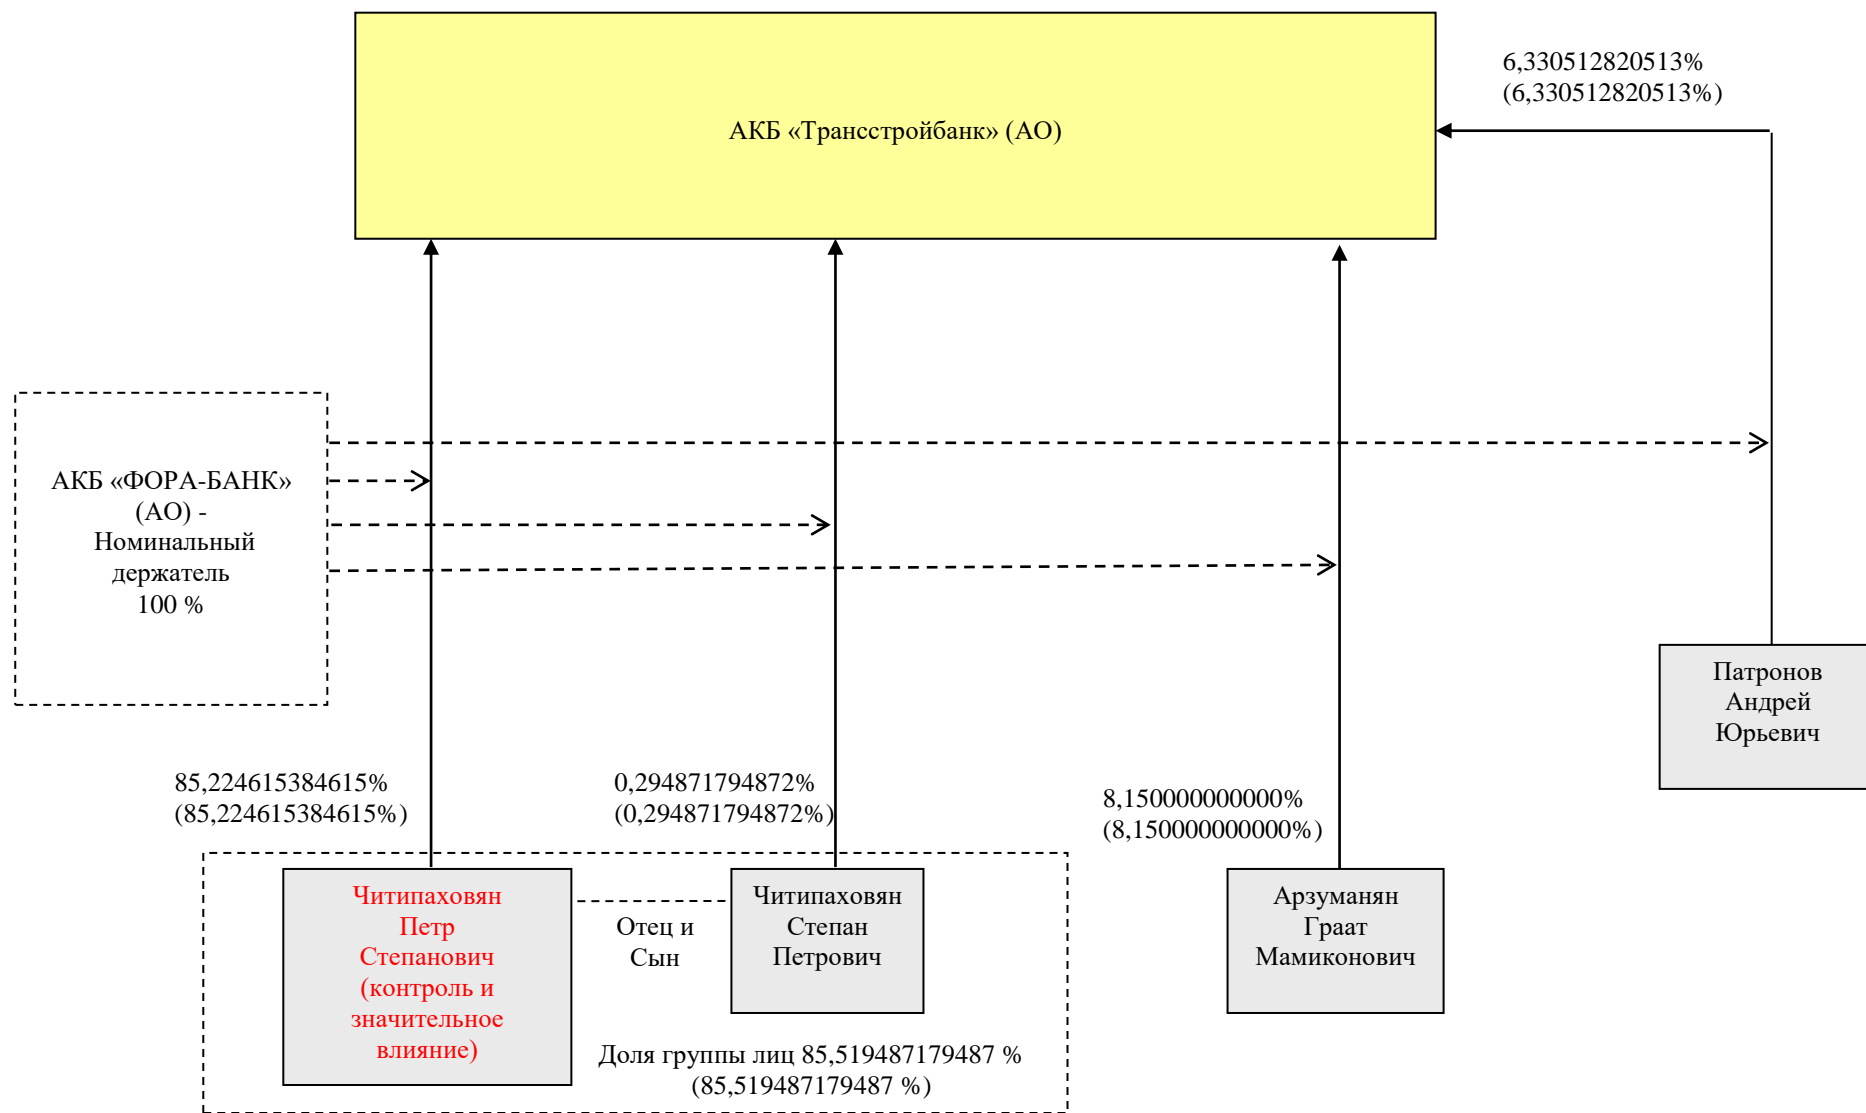 6,330512820513%
(6,330512820513%)
АКБ «Трансстройбанк» (АО)
АКБ «ФОРА-БАНК»
(АО) -
Номинальный
держатель
100 %
Патронов
Андрей
Юрьевич
85,224615384615%
(85,224615384615%)
0,294871794872%
(0,294871794872%)
8,150000000000%
(8,150000000000%)
Читипаховян
Петр
Степанович
(контроль и
значительное
влияние)
Отец и
Сын
Читипаховян
Степан
Петрович
Арзуманян
Граат
Мамиконович
Доля группы лиц 85,519487179487 %
(85,519487179487 %)